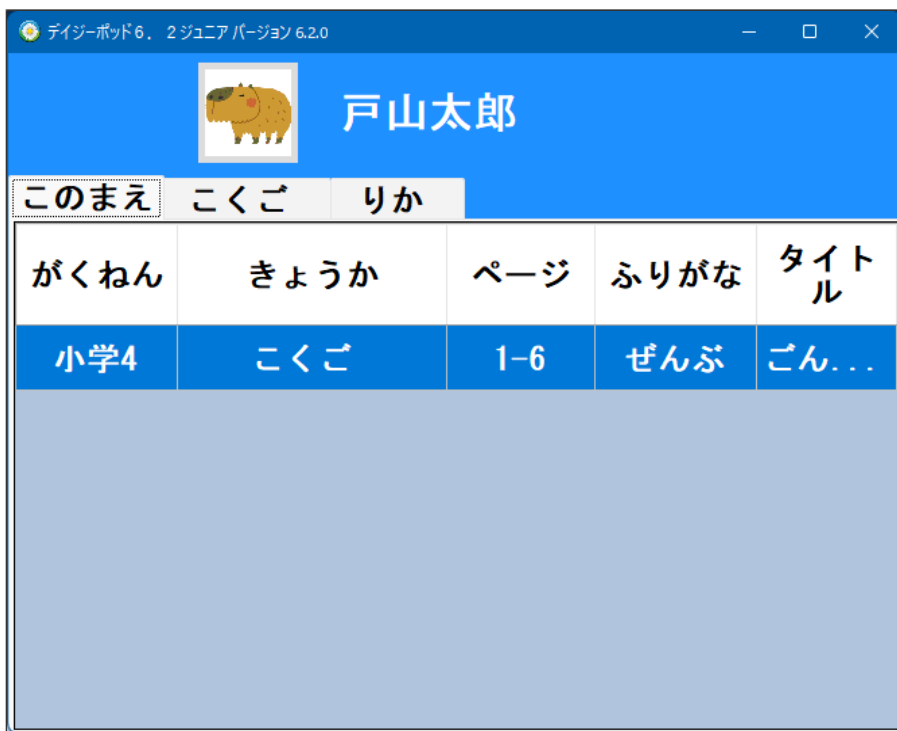 デイジーポッド6．2ジュニア バージョン 6.2.0
戸山太郎
このまえ こくご りか
がくねん きょうか ページ ふりがな タイト
ル
小学4 こくご 1-6 ぜんぶ ごん...